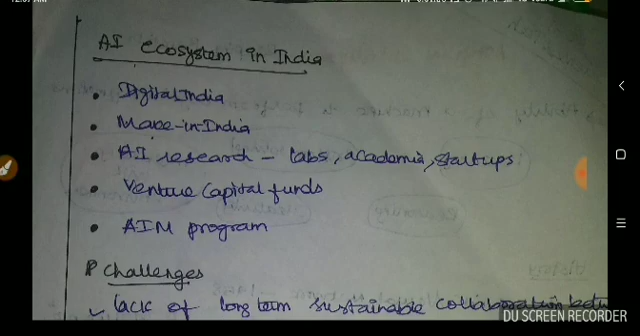 AI ecosystem in India
• Digital India
• Make-in-India
• AI research – labs, academia, startups
• Venture Capital funds
• AIM program
Challenges
lack of long term sustainable collaboration
DU SCREEN RECORDER